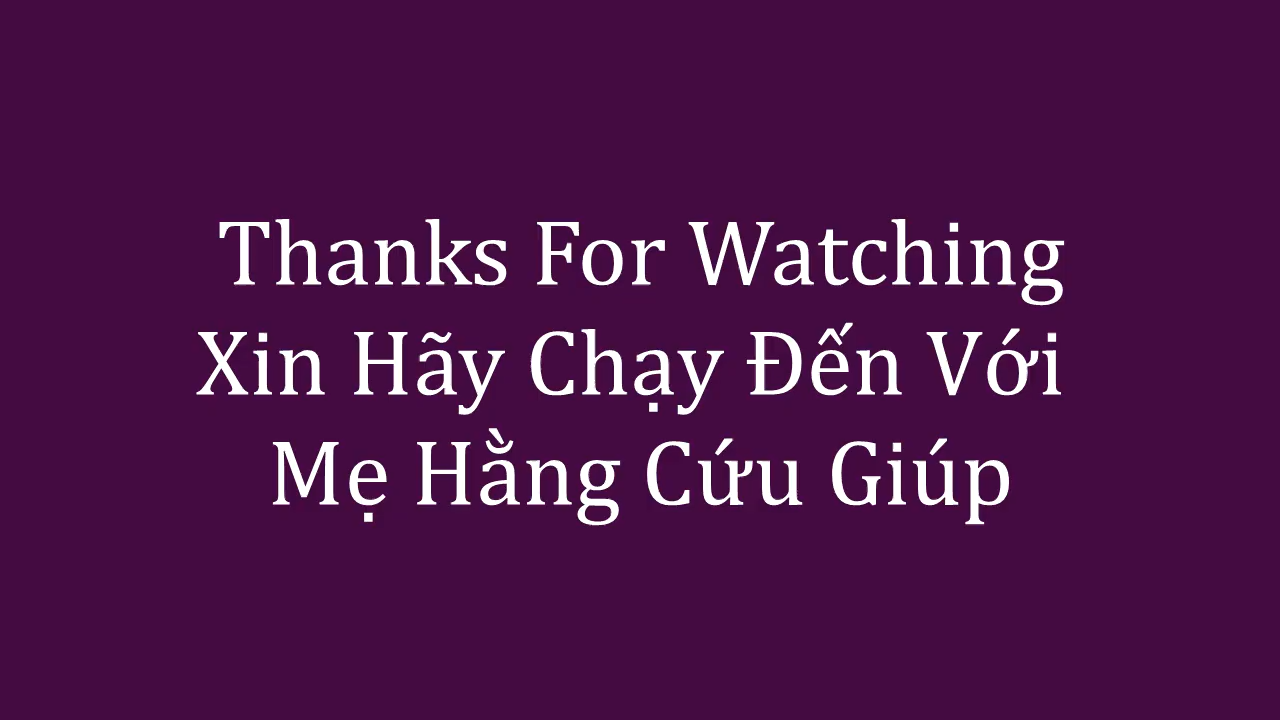 Thanks For Watching
Xin Hãy Chạy Đến Với
Mẹ Hằng Cứu Giúp